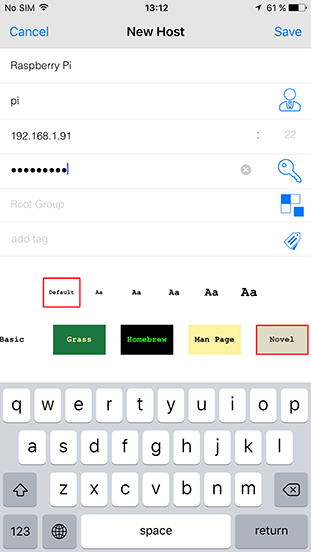 No SIM 13:12 61 %
Cancel New Host Save
Raspberry Pi
pi
192.168.1.91 : 22
•••••••••
Root Group
add tag
Default Aa Aa Aa Aa Aa
Basic Grass Homebrew Man Page Novel
q w e r t y u i o p
a s d f g h j k l
z x c v b n m
123 space return